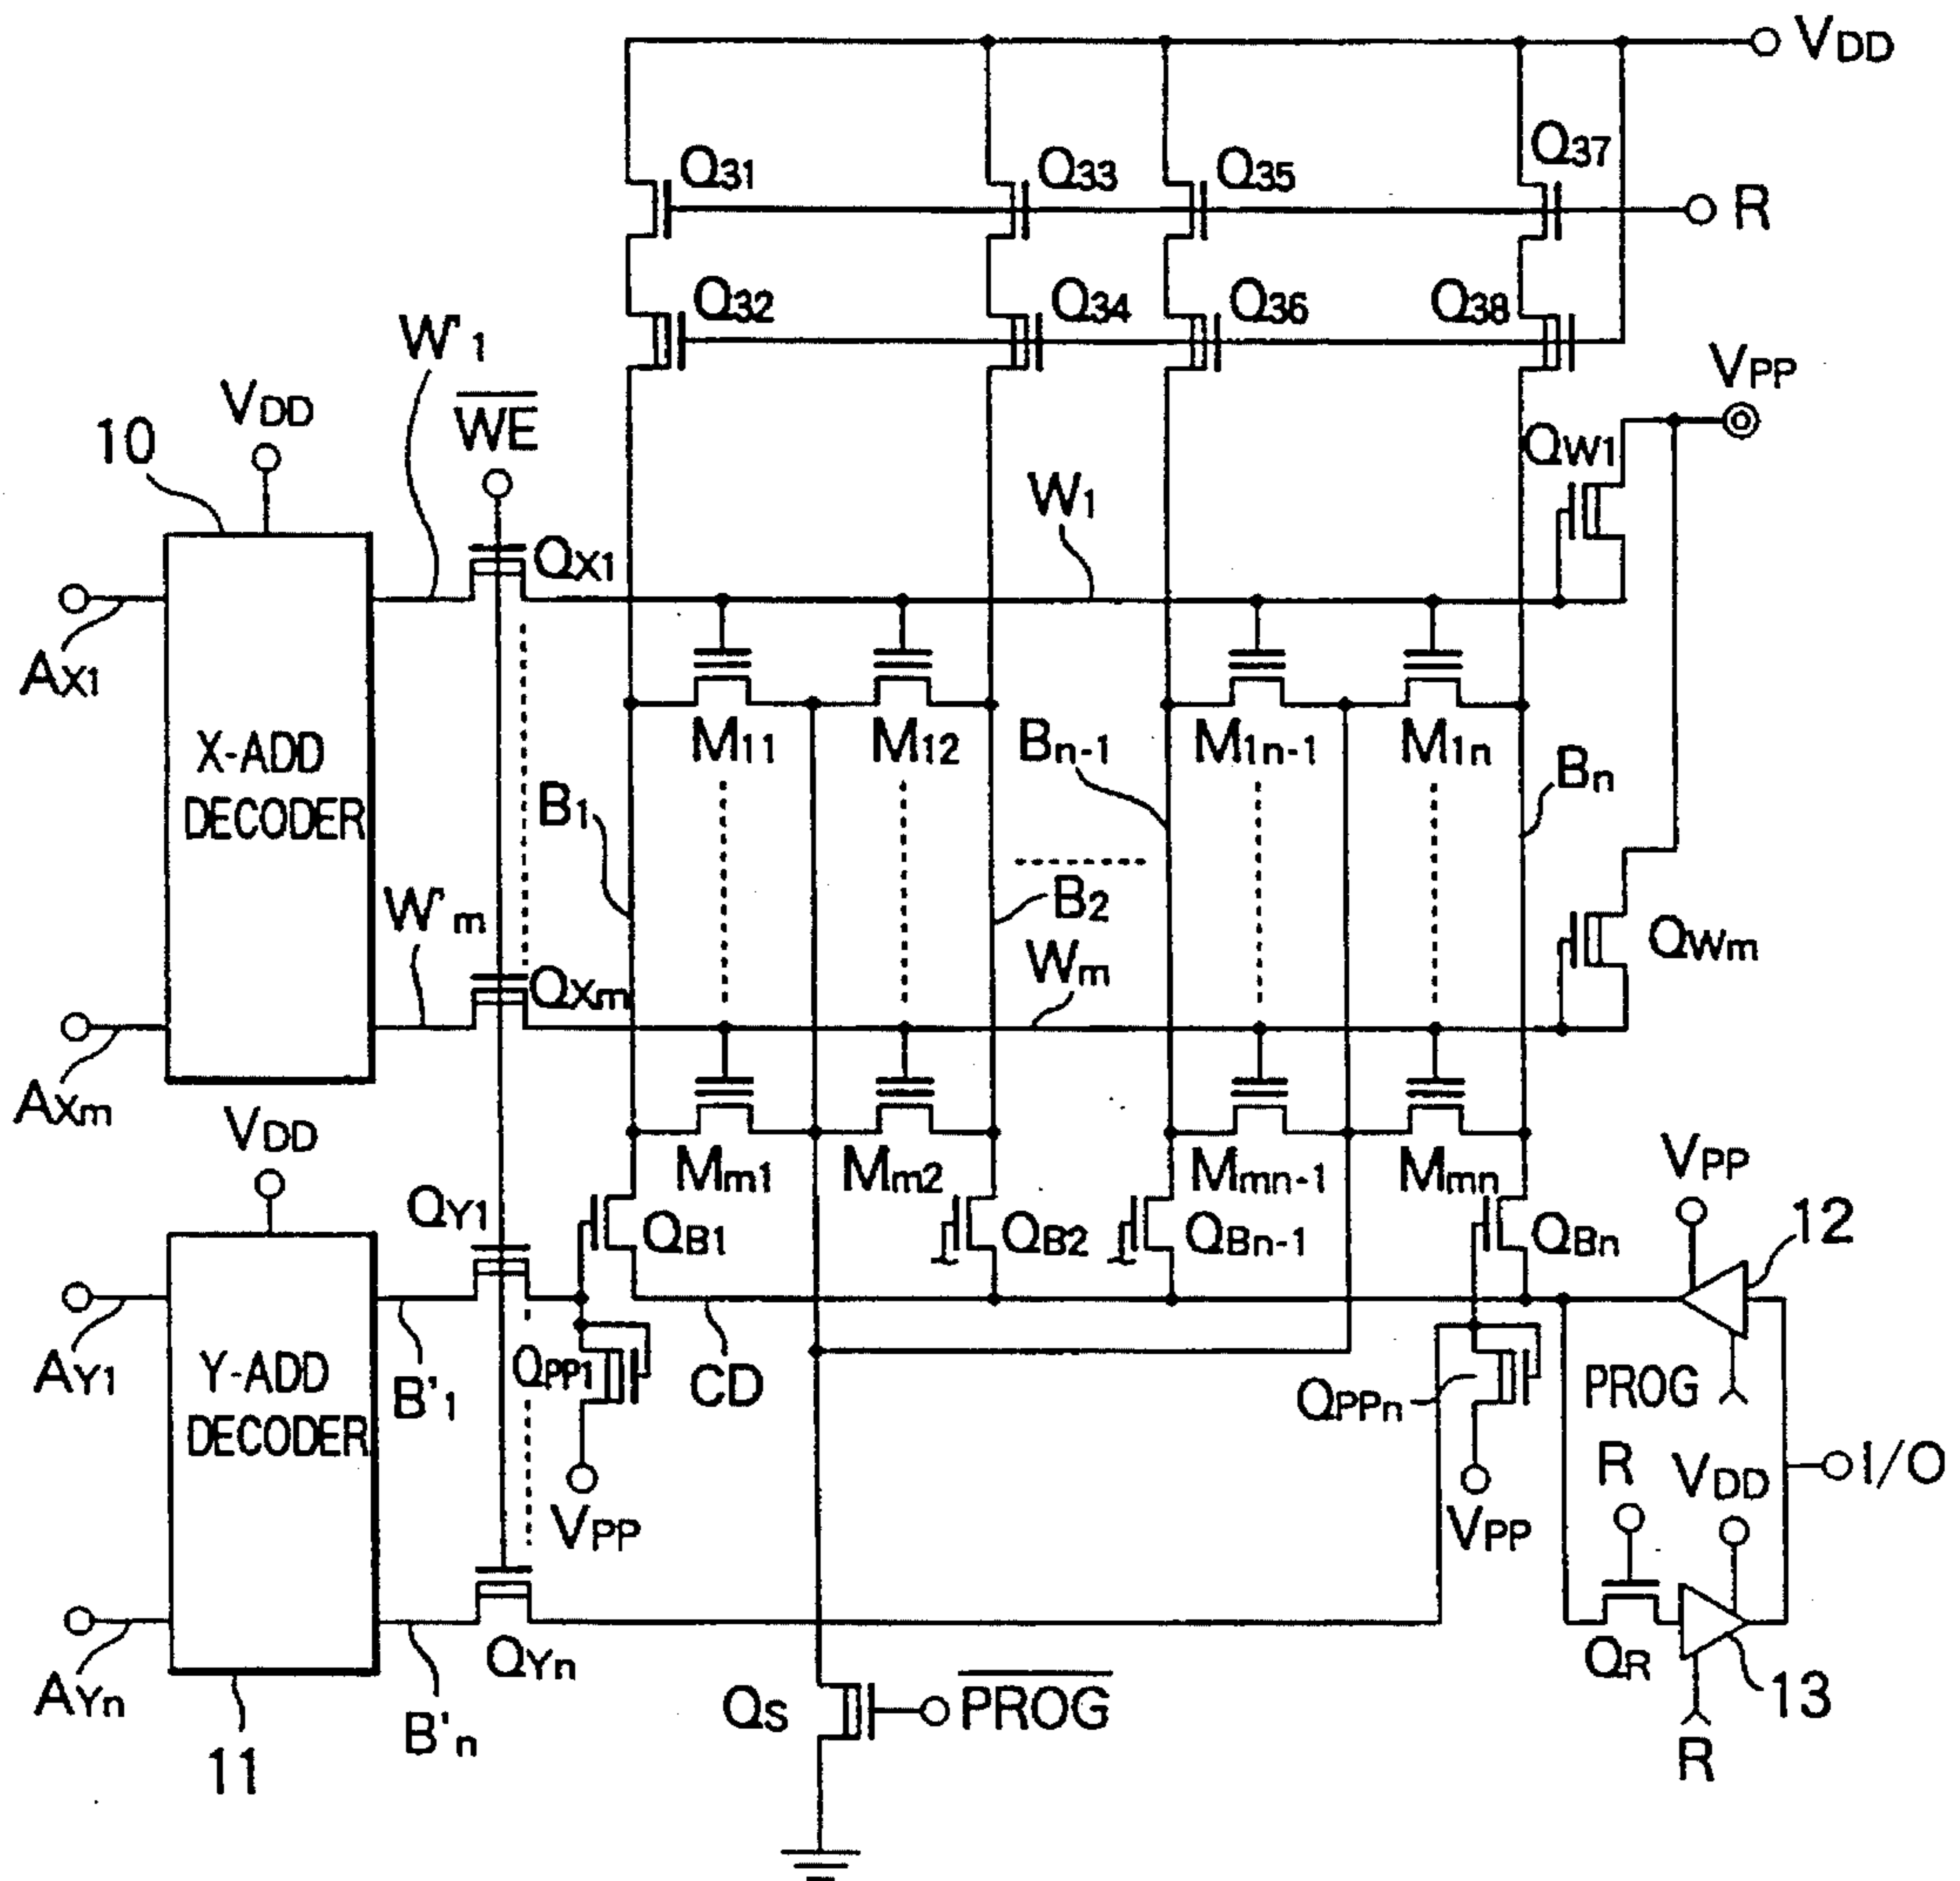 VDD
Q31
Q33
Q35
Q37
R
Q32
Q34
Q36
Q38
W'1
VPP
VDD
WE
10
QW1
W1
QX1
AX1
M11
M12
Bn-1
M1n-1
M1n
Bn
X-ADD
DECODER
B1
B2
W'm
Wm
QWm
QXm
AXm
VDD
Mm1
Mm2
Mmn-1
Mmn
VPP
QY1
QB1
QB2
QBn-1
QBn
12
AY1
B'1
QPP1
CD
QPPn
PROG
Y-ADD
DECODER
R
VDD
I/O
VPP
VPP
AYn
QYn
QR
13
B'n
QS
PROG
R
11